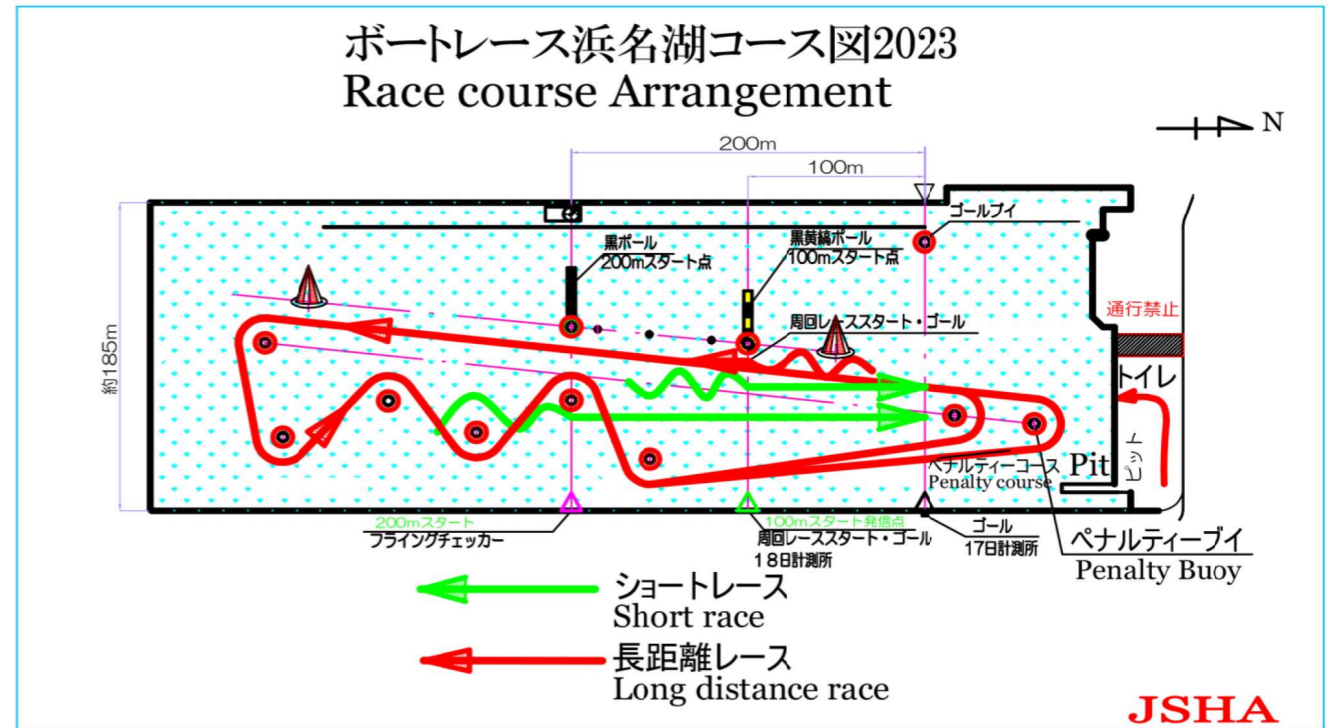 ボートレース浜名湖コース図2023
Race course Arrangement
N
200m
100m
ゴールブイ
黒ポール
200mスタート点
黒黄縞ポール
100mスタート点
通行禁止
周回レーススタート・ゴール
約185m
トイレ
ピット
ペナルティーコース
Penalty course
Pit
200mスタート
フライングチェッカー
100mスタート発信点
周回レーススタート・ゴール
18日計測所
ゴール
17日計測所
ペナルティーブイ
Penalty Buoy
ショートレース
Short race
長距離レース
Long distance race
JSHA